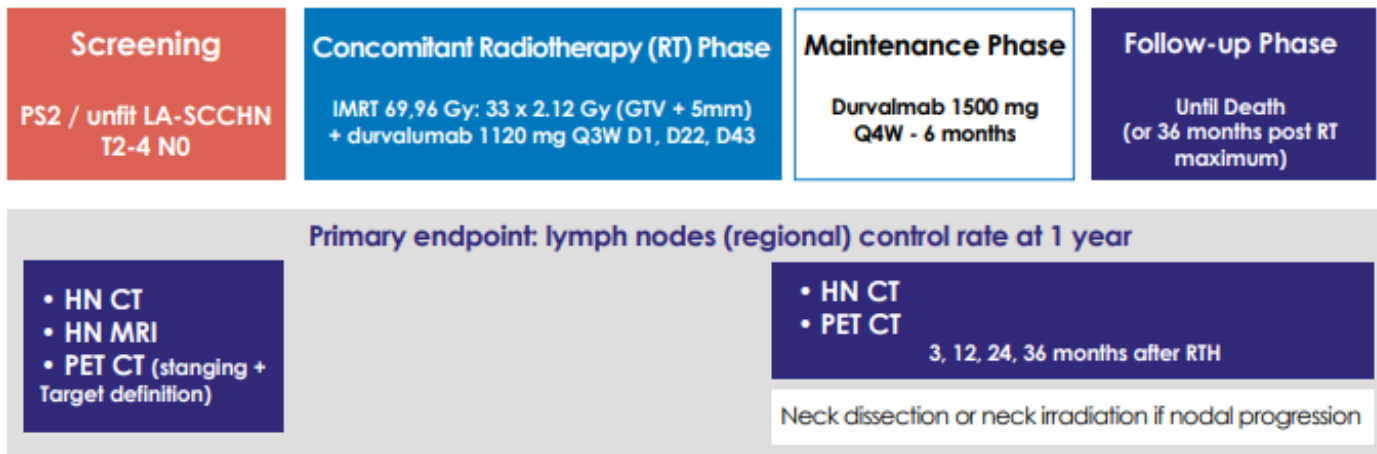 Screening
PS2 / unfit LA-SCCHN
T2-4 N0
Concomitant Radiotherapy (RT) Phase
IMRT 69,96 Gy: 33 x 2.12 Gy (GTV + 5mm)
+ durvalumab 1120 mg Q3W D1, D22, D43
Maintenance Phase
Durvalmab 1500 mg
Q4W - 6 months
Follow-up Phase
Until Death
(or 36 months post RT
maximum)
Primary endpoint: lymph nodes (regional) control rate at 1 year
• HN CT
• HN MRI
• PET CT (stanging +
Target definition)
• HN CT
• PET CT
3, 12, 24, 36 months after RTH
Neck dissection or neck irradiation if nodal progression